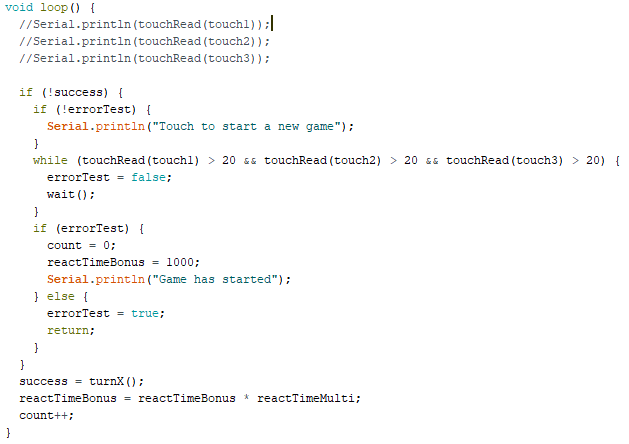 void loop() {
  //Serial.println(touchRead(touch1));
  //Serial.println(touchRead(touch2));
  //Serial.println(touchRead(touch3));

  if (!success) {
    if (!errorTest) {
      Serial.println("Touch to start a new game");
    }
    while (touchRead(touch1) > 20 && touchRead(touch2) > 20 && touchRead(touch3) > 20) {
      errorTest = false;
      wait();
    }
    if (errorTest) {
      count = 0;
      reactTimeBonus = 1000;
      Serial.println("Game has started");
    } else {
      errorTest = true;
      return;
    }
  }
  success = turnX();
  reactTimeBonus = reactTimeBonus * reactTimeMulti;
  count++;
}